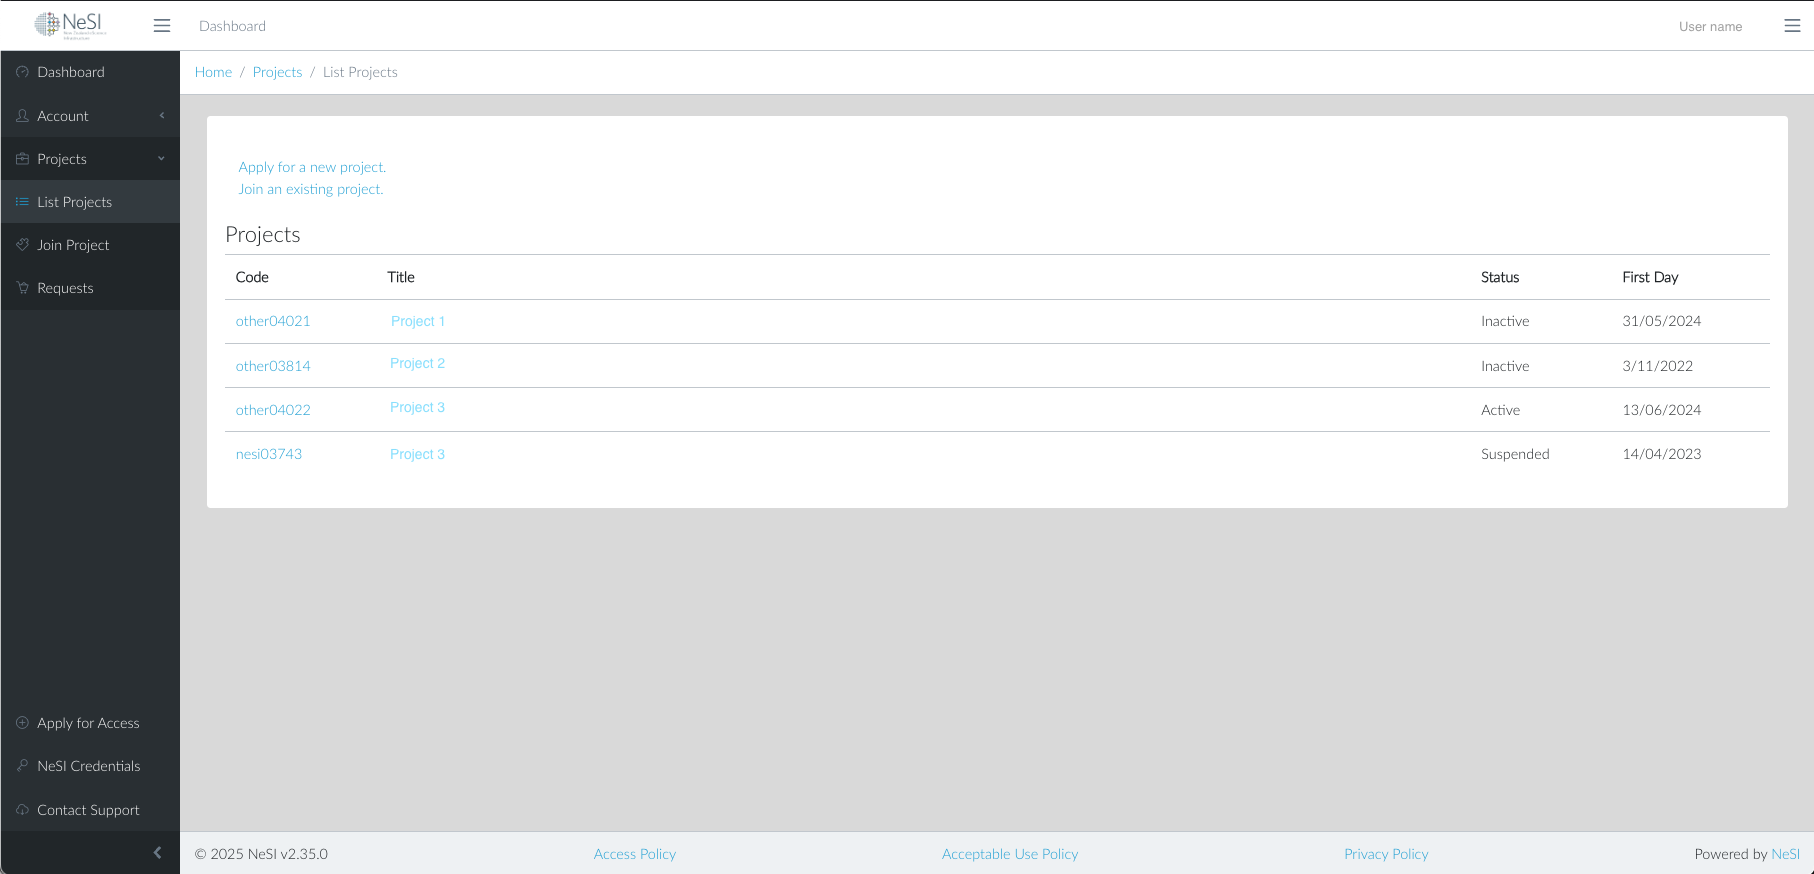 NeSI
Dashboard
User name
Dashboard
Account
Projects
List Projects
Join Project
Requests
Apply for Access
NeSI Credentials
Contact Support
Home / Projects / List Projects
Apply for a new project.
Join an existing project.
Projects
Code Title Status First Day
other04021 Project 1 Inactive 31/05/2024
other03814 Project 2 Inactive 3/11/2022
other04022 Project 3 Active 13/06/2024
nesi03743 Project 3 Suspended 14/04/2023
© 2025 NeSI v2.35.0 Access Policy Acceptable Use Policy Privacy Policy Powered by NeSI